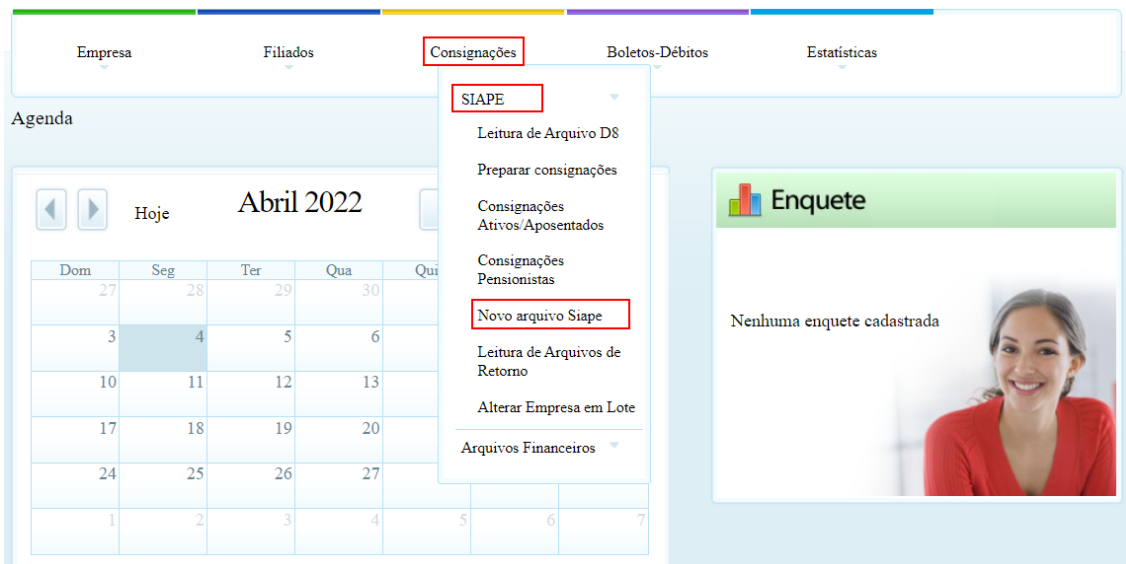 Empresa Filiados Consignações Boletos-Débitos Estatísticas
SIAPE
Leitura de Arquivo D8
Preparar consignações
Consignações
Ativos/Aposentados
Consignações
Pensionistas
Novo arquivo Siape
Leitura de Arquivos de
Retorno
Alterar Empresa em Lote
Arquivos Financeiros
Agenda
Hoje Abril 2022
Dom Seg Ter Qua Qui
27 28 29 30
3 4 5 6
10 11 12 13
17 18 19 20
24 25 26 27
1 2 3 4 5 6 7
Enquete
Nenhuma enquete cadastrada